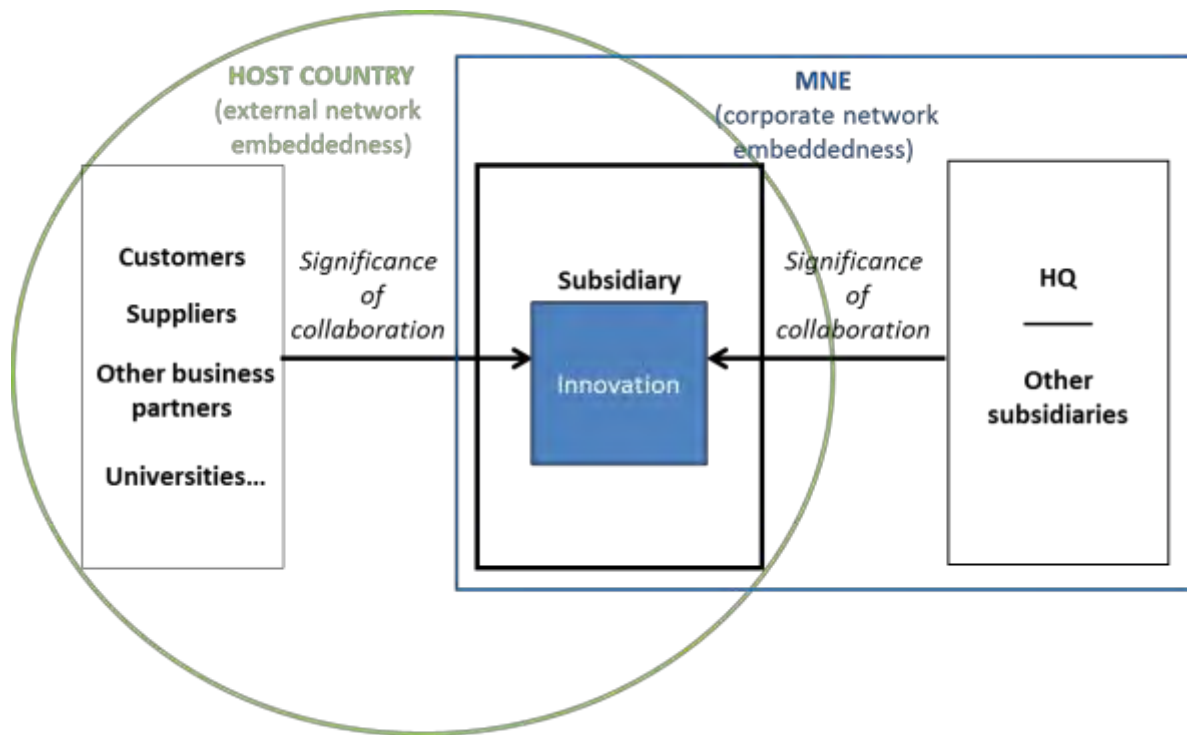 HOST COUNTRY
(external network
embeddedness)
MNE
(corporate network
embeddedness)
Customers
Suppliers
Other business
partners
Universities…
Significance
of
collaboration
Subsidiary
Innovation
Significance
of
collaboration
HQ
Other
subsidiaries